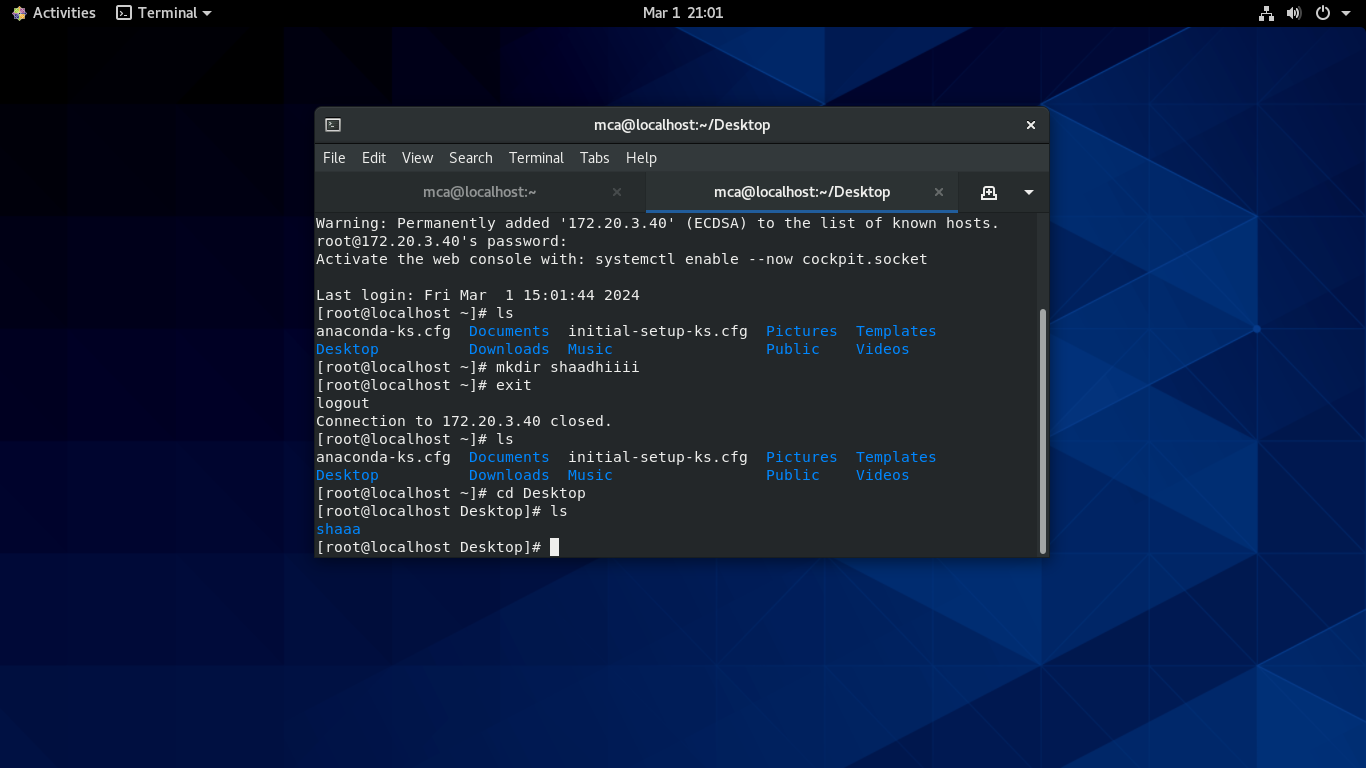 Activities Terminal Mar 1 21:01
mca@localhost:~/Desktop
File Edit View Search Terminal Tabs Help
mca@localhost:~ mca@localhost:~/Desktop
Warning: Permanently added '172.20.3.40' (ECDSA) to the list of known hosts.
root@172.20.3.40's password:
Activate the web console with: systemctl enable --now cockpit.socket
Last login: Fri Mar  1 15:01:44 2024
[root@localhost ~]# ls
anaconda-ks.cfg  Documents  initial-setup-ks.cfg  Pictures  Templates
Desktop          Downloads  Music                 Public    Videos
[root@localhost ~]# mkdir shaadhiiii
[root@localhost ~]# exit
logout
Connection to 172.20.3.40 closed.
[root@localhost ~]# ls
anaconda-ks.cfg  Documents  initial-setup-ks.cfg  Pictures  Templates
Desktop          Downloads  Music                 Public    Videos
[root@localhost ~]# cd Desktop
[root@localhost Desktop]# ls
shaaa
[root@localhost Desktop]#